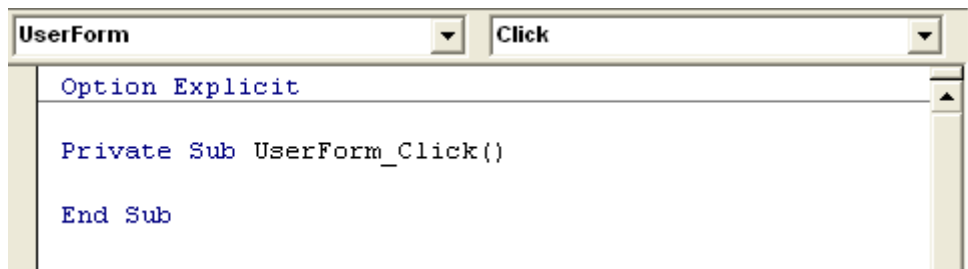 UserForm Click
Option Explicit
Private Sub UserForm_Click()
End Sub